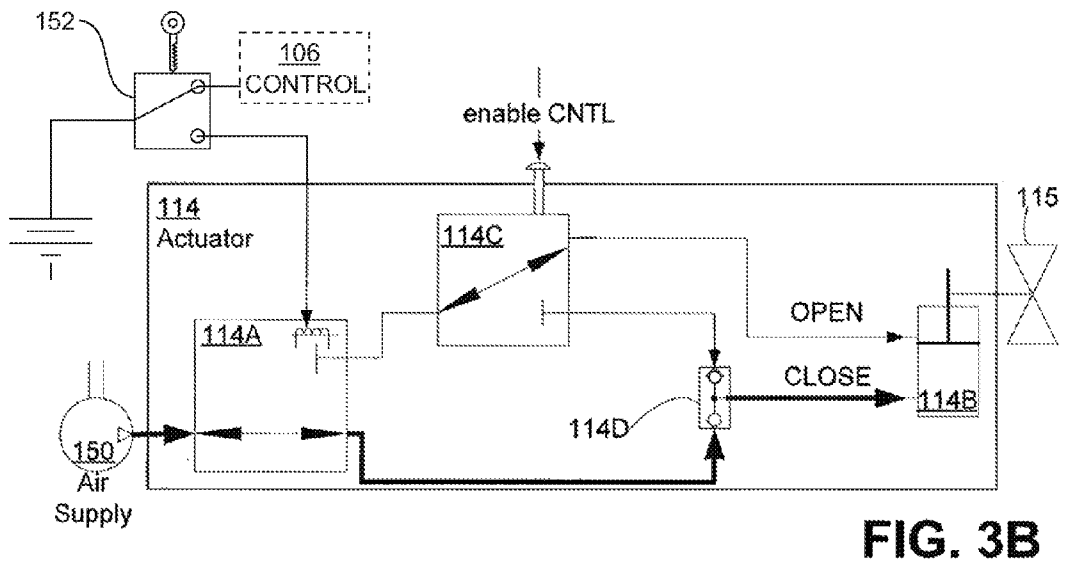 152
106
CONTROL
enable CNTL
114
Actuator
114C
115
114A
OPEN
CLOSE
114D
114B
150
Air
Supply
FIG. 3B